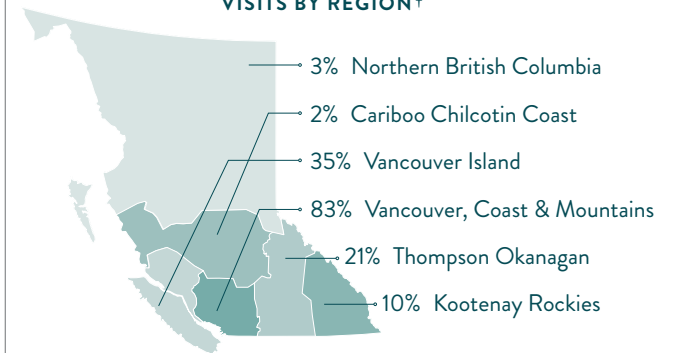 VISITS BY REGION†
3% Northern British Columbia
2% Cariboo Chilcotin Coast
35% Vancouver Island
83% Vancouver, Coast & Mountains
21% Thompson Okanagan
10% Kootenay Rockies